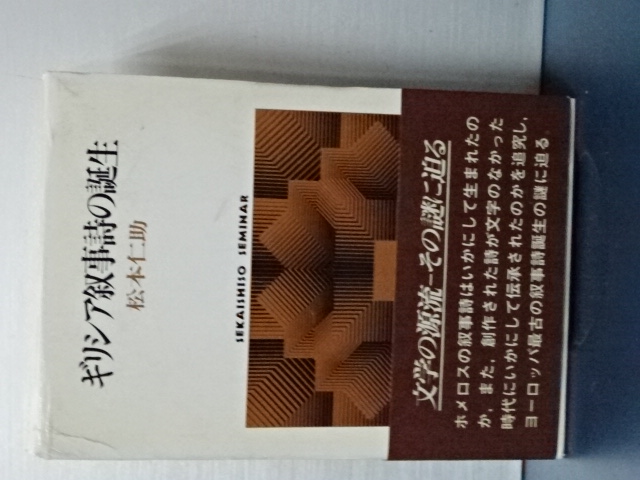 ギリシア叙事詩の誕生
松本仁助
SEKAISHISO SEMINAR
文学の源流－その謎に迫る
ホメロスの叙事詩はいかにして生まれたの
か，また，創作された詩が文字のなかった
時代にいかにして伝承されたのかを追究し，
ヨーロッパ最古の叙事詩誕生の謎に迫る